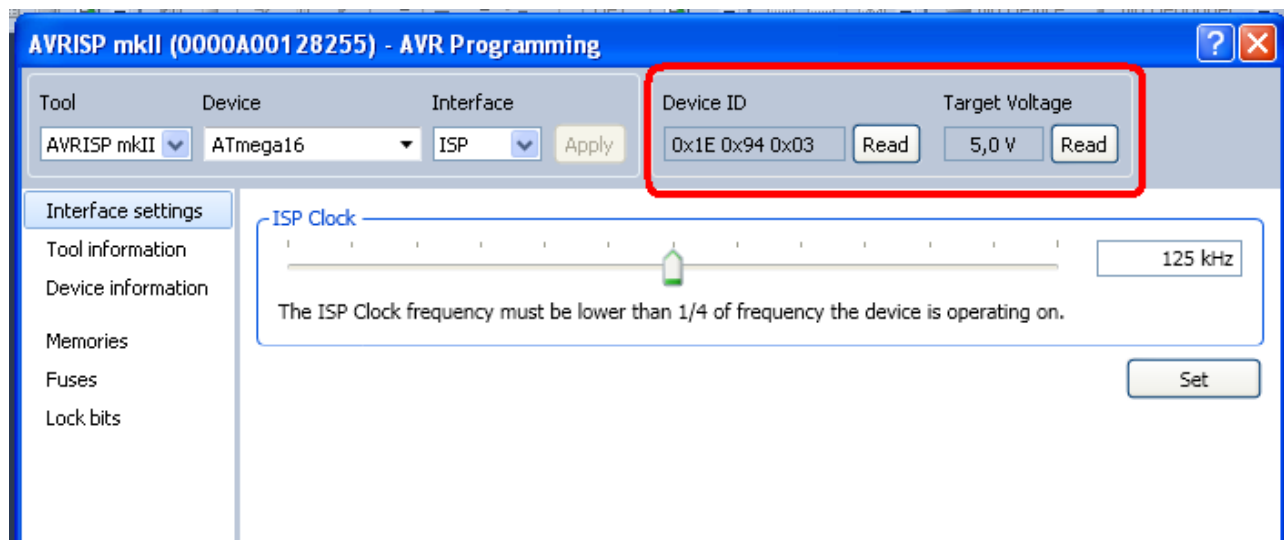 AVRISP mkII (0000A00128255) - AVR Programming
Tool Device Interface Device ID Target Voltage
AVRISP mkII ATmega16 ISP Apply 0x1E 0x94 0x03 Read 5,0 V Read
Interface settings
Tool information
Device information
Memories
Fuses
Lock bits
ISP Clock
125 kHz
The ISP Clock frequency must be lower than 1/4 of frequency the device is operating on.
Set